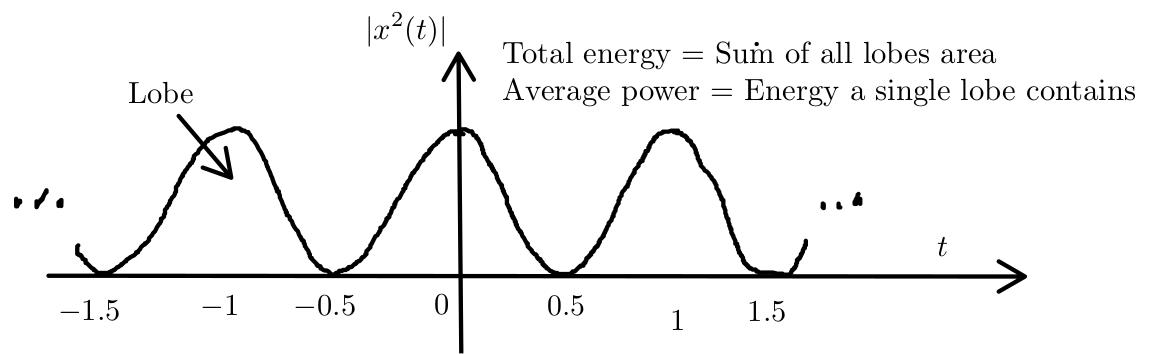 |x²(t)|
Total energy = Sum of all lobes area
Average power = Energy a single lobe contains
Lobe
t
−1.5 −1 −0.5 0 0.5 1 1.5